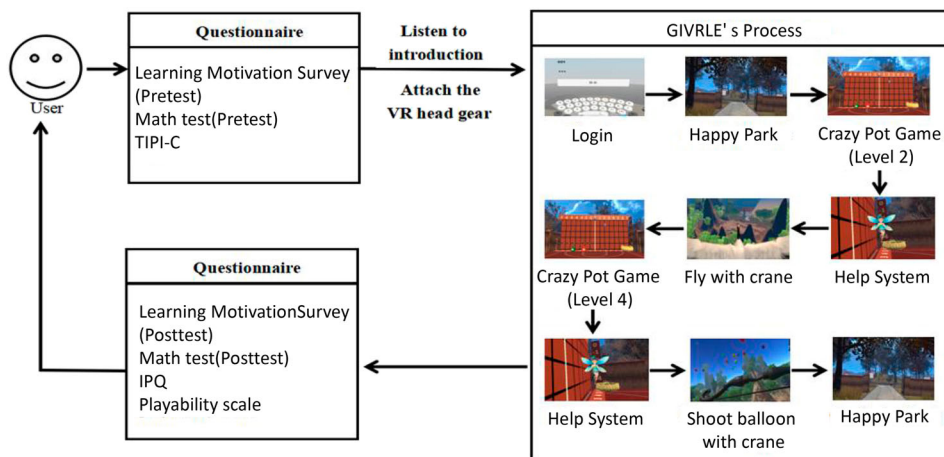 User
Questionnaire
Learning Motivation Survey
(Pretest)
Math test(Pretest)
TIPI-C
Listen to
introduction
Attach the
VR head gear
GIVRLE' s Process
Login
Happy Park
Crazy Pot Game
(Level 2)
Crazy Pot Game
(Level 4)
Fly with crane
Help System
Help System
Shoot balloon
with crane
Happy Park
Questionnaire
Learning MotivationSurvey
(Posttest)
Math test(Posttest)
IPQ
Playability scale